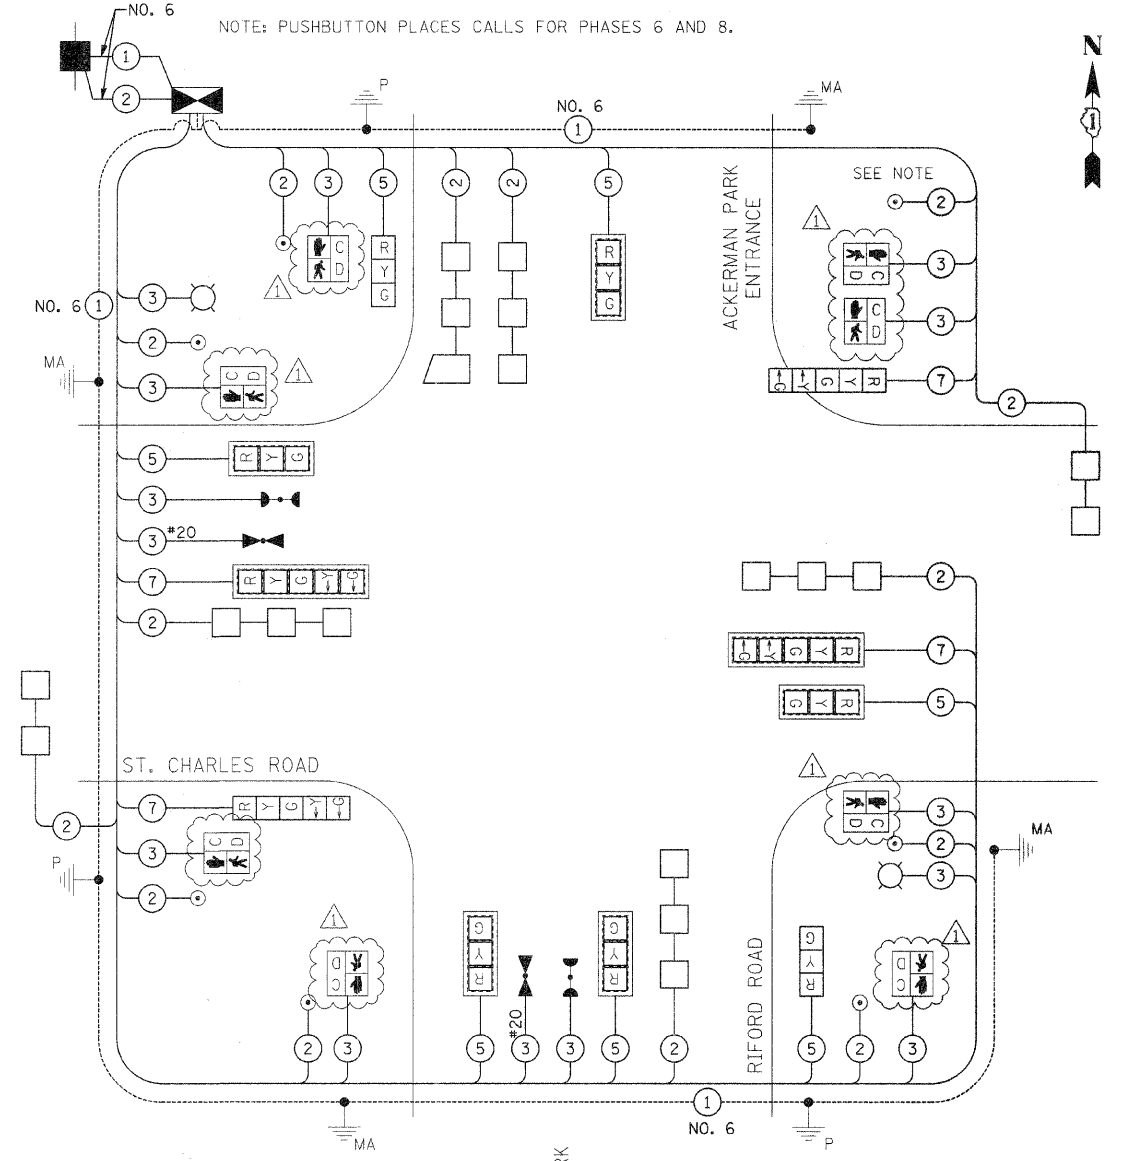 NO. 6
NOTE: PUSHBUTTON PLACES CALLS FOR PHASES 6 AND 8.
N
1
1
2
P
NO. 6
1
MA
2
3
5
2
2
5
ACKERMAN PARK
ENTRANCE
SEE NOTE
2
1
C
D
R
Y
G
R
Y
G
1
C
D
3
NO. 6
1
3
1
C
D
3
2
MA
C
D
1
3
G
Y
G
Y
R
7
2
5
R Y G
3
3
#20
7
R Y G Y G
2
2
G Y G Y R
7
G Y R
5
ST. CHARLES ROAD
1
7
R Y G Y G
2
C
D
3
C D
3
2
MA
P
3
2
1
1
D
C
G
Y
R
G
Y
R
RIFORD ROAD
G
Y
R
D
C
#20
2
3
5
3
3
5
2
5
2
3
1
NO. 6
MA
P
RK